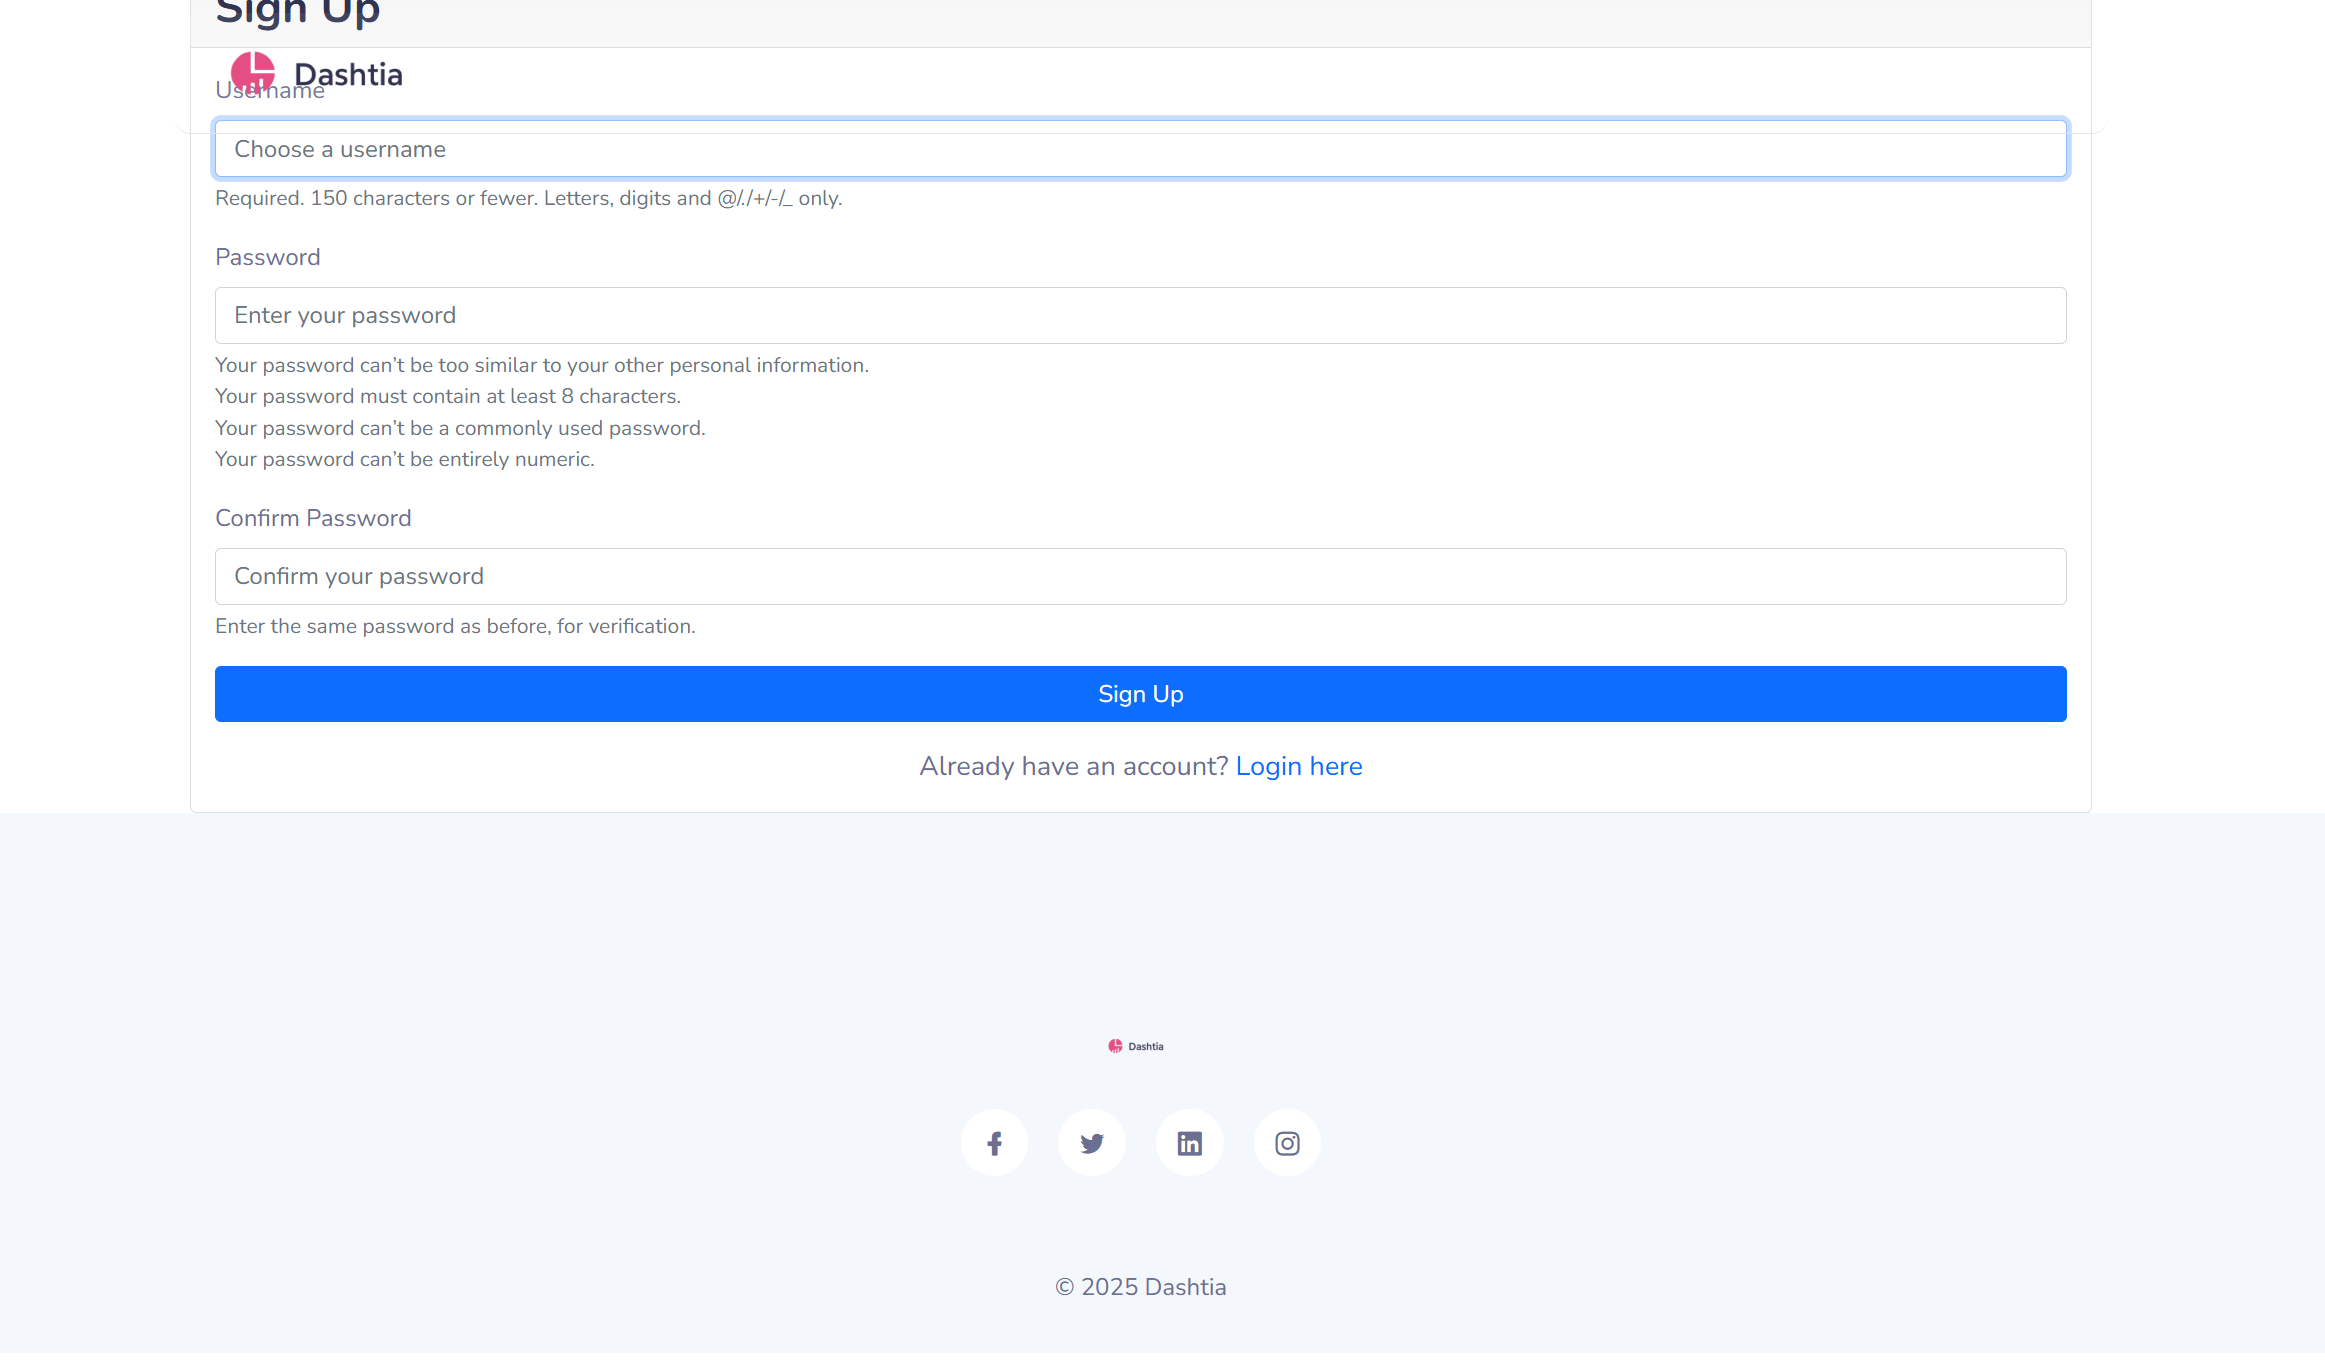 Sign Up
Dashtia
Username
Choose a username
Required. 150 characters or fewer. Letters, digits and @/./+/-/_ only.
Password
Enter your password
Your password can’t be too similar to your other personal information.
Your password must contain at least 8 characters.
Your password can’t be a commonly used password.
Your password can’t be entirely numeric.
Confirm Password
Confirm your password
Enter the same password as before, for verification.
Sign Up
Already have an account? Login here
Dashtia
© 2025 Dashtia